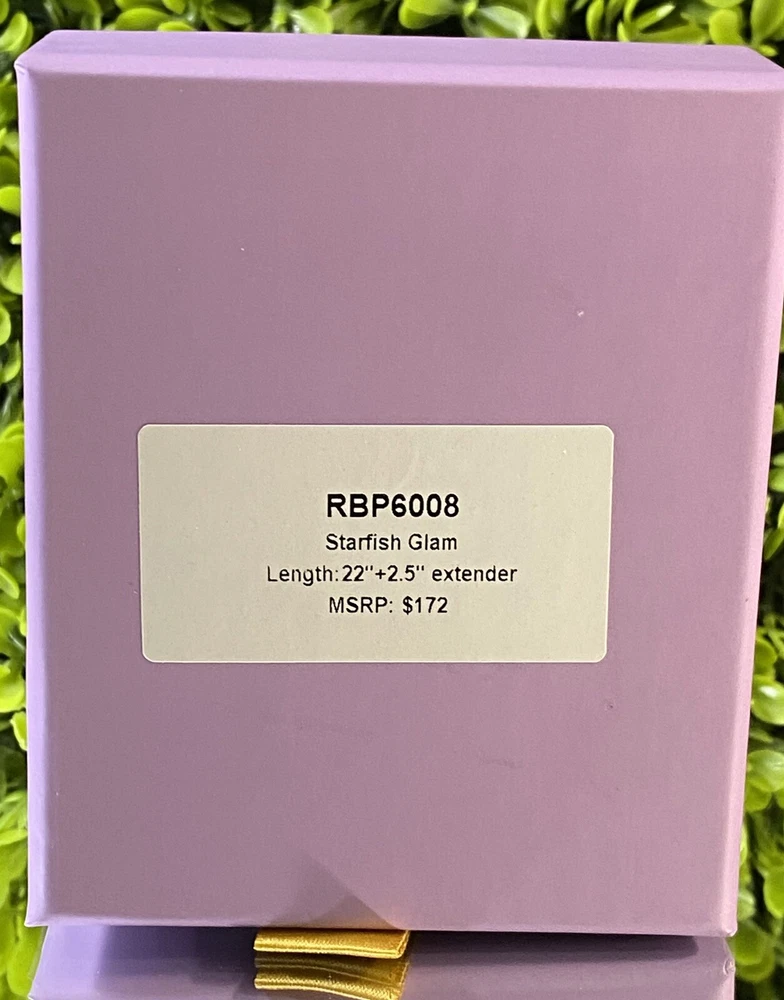 RBP6008
Starfish Glam
Length:22"+2.5" extender
MSRP: $172